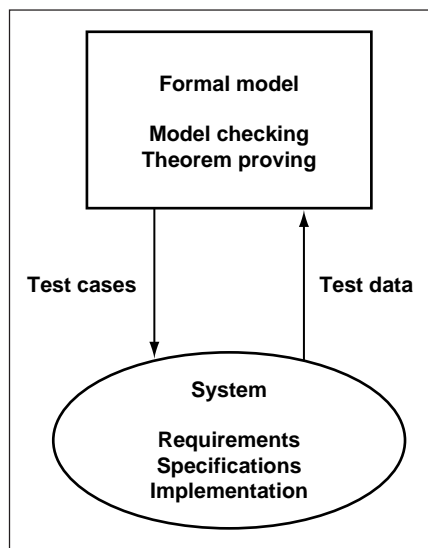 Formal model
Model checking
Theorem proving
Test cases
Test data
System
Requirements
Specifications
Implementation